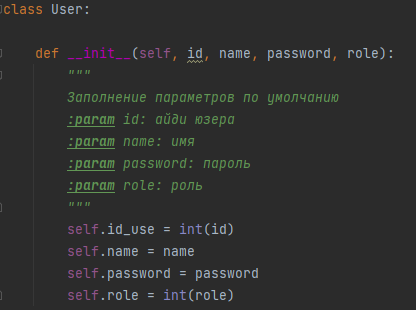 class User:
def __init__(self, id, name, password, role):
"""
Заполнение параметров по умолчанию
:param id: айди юзера
:param name: имя
:param password: пароль
:param role: роль
"""
self.id_use = int(id)
self.name = name
self.password = password
self.role = int(role)